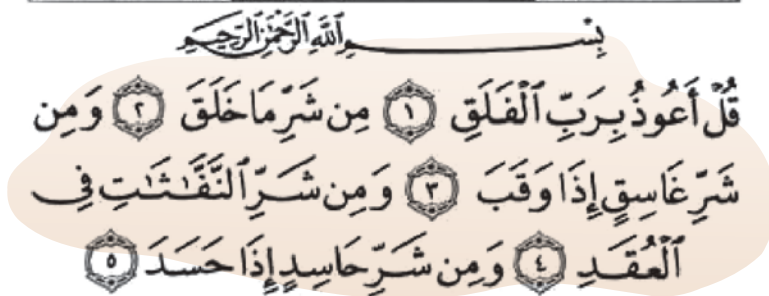 بِسْمِ ٱللَّهِ ٱلرَّحْمَٰنِ ٱلرَّحِيمِ
قُلْ أَعُوذُ بِرَبِّ ٱلْفَلَقِ ١ مِن شَرِّ مَا خَلَقَ ٢ وَمِن
شَرِّ غَاسِقٍ إِذَا وَقَبَ ٣ وَمِن شَرِّ ٱلنَّفَّٰثَٰتِ فِى
ٱلْعُقَدِ ٤ وَمِن شَرِّ حَاسِدٍ إِذَا حَسَدَ ٥